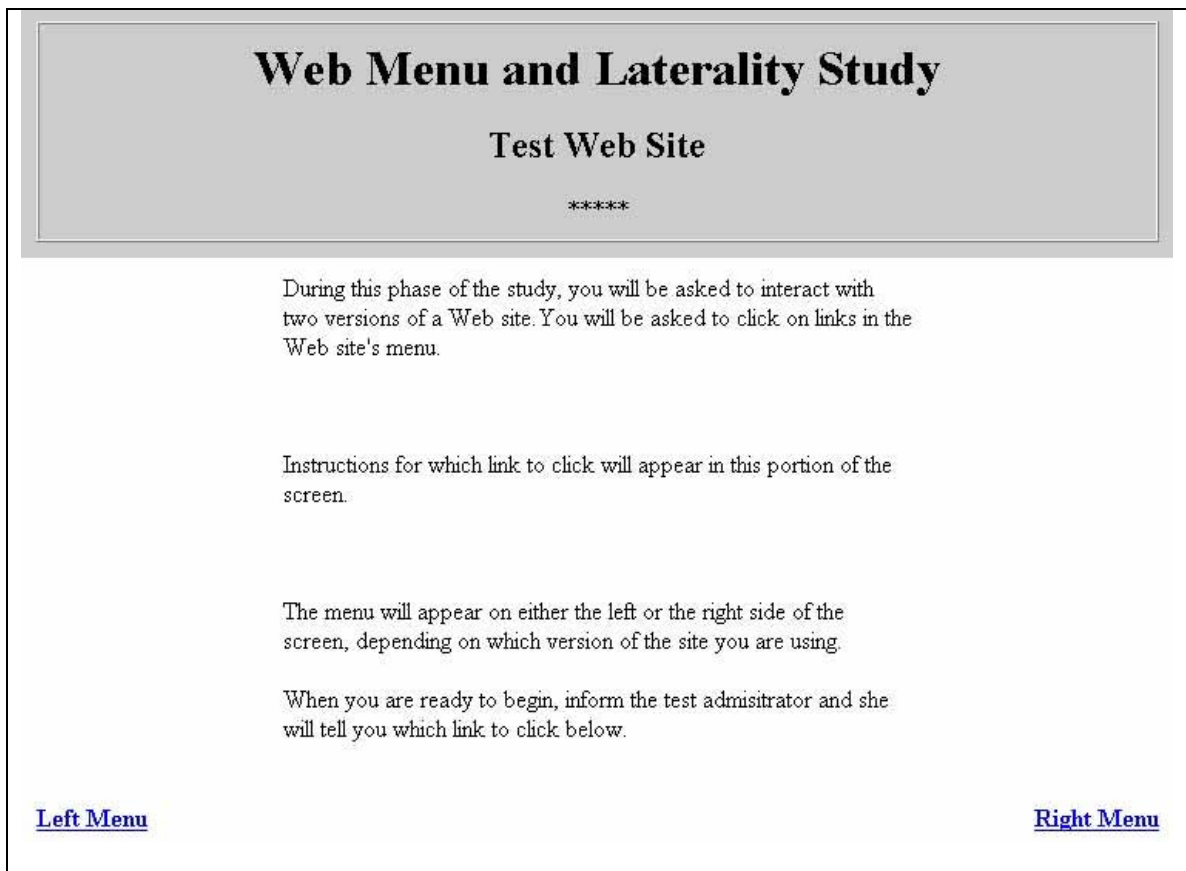 Web Menu and Laterality Study
Test Web Site
*****
During this phase of the study, you will be asked to interact with
two versions of a Web site. You will be asked to click on links in the
Web site's menu.
Instructions for which link to click will appear in this portion of the
screen.
The menu will appear on either the left or the right side of the
screen, depending on which version of the site you are using.
When you are ready to begin, inform the test admisitrator and she
will tell you which link to click below.
Left Menu
Right Menu